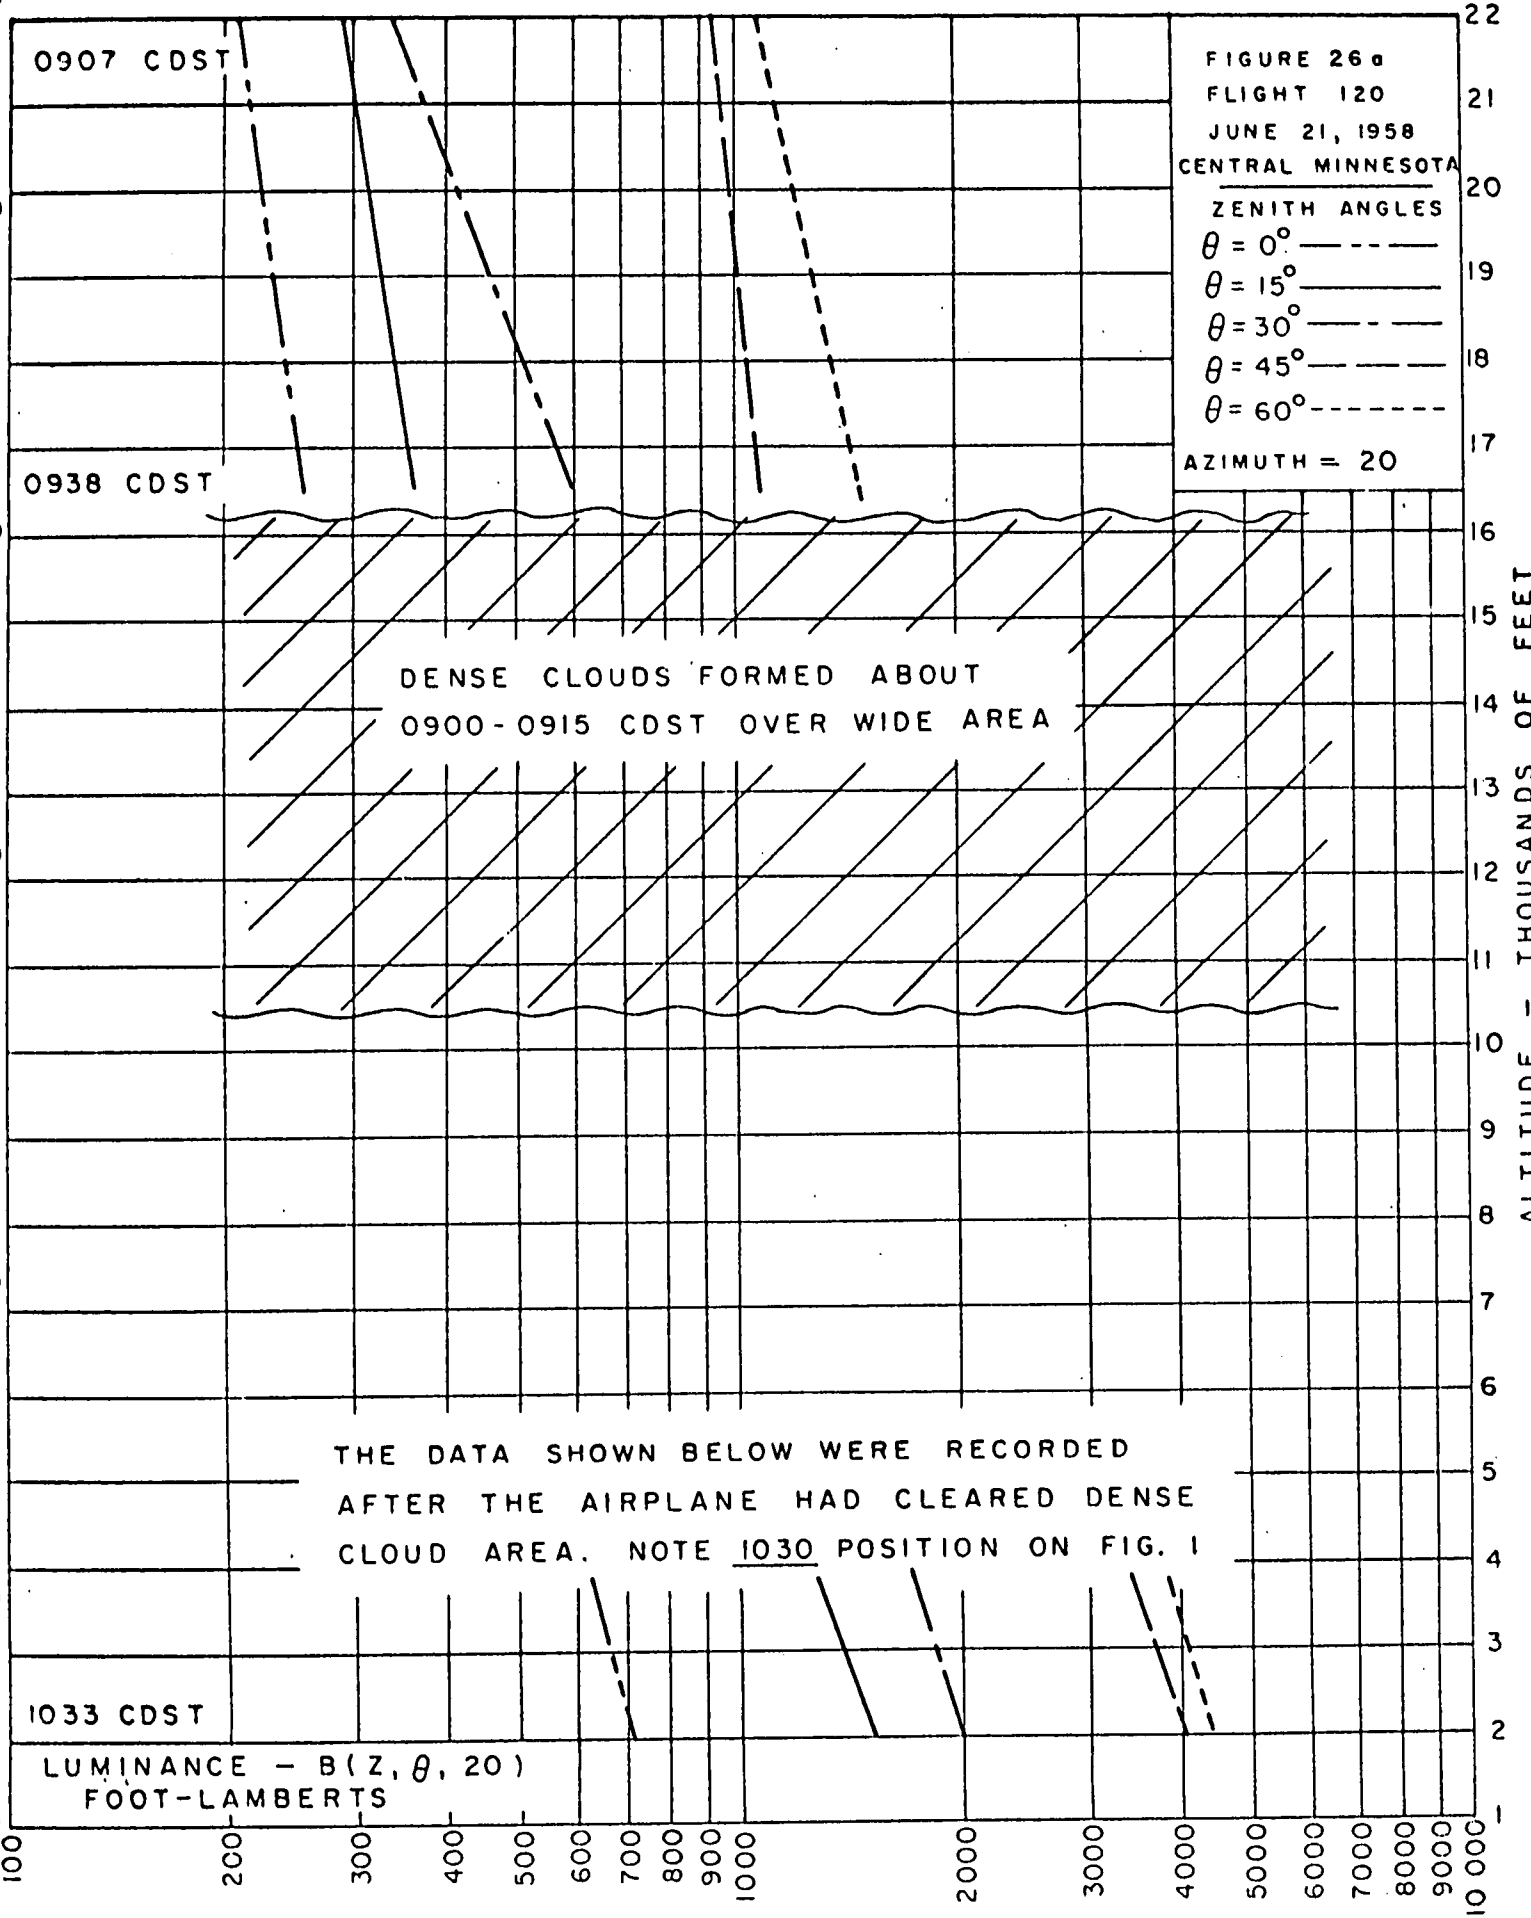 22
0907 CDST
FIGURE 26a
FLIGHT 120
JUNE 21, 1958
CENTRAL MINNESOTA
21
20
ZENITH ANGLES
θ = 0°
θ = 15°
θ = 30°
θ = 45°
θ = 60°
AZIMUTH = 20
19
18
17
0938 CDST
16
15
DENSE CLOUDS FORMED ABOUT
0900-0915 CDST OVER WIDE AREA
14
13
12
11
10
9
8
7
6
ALTITUDE - THOUSANDS OF FEET
THE DATA SHOWN BELOW WERE RECORDED
AFTER THE AIRPLANE HAD CLEARED DENSE
CLOUD AREA. NOTE 1030 POSITION ON FIG. 1
5
4
3
2
1
1033 CDST
LUMINANCE - B(Z, θ, 20)
FOOT-LAMBERTS
100
200
300
400
500
600
700
800
900
1000
2000
3000
4000
5000
6000
7000
8000
9000
10 000